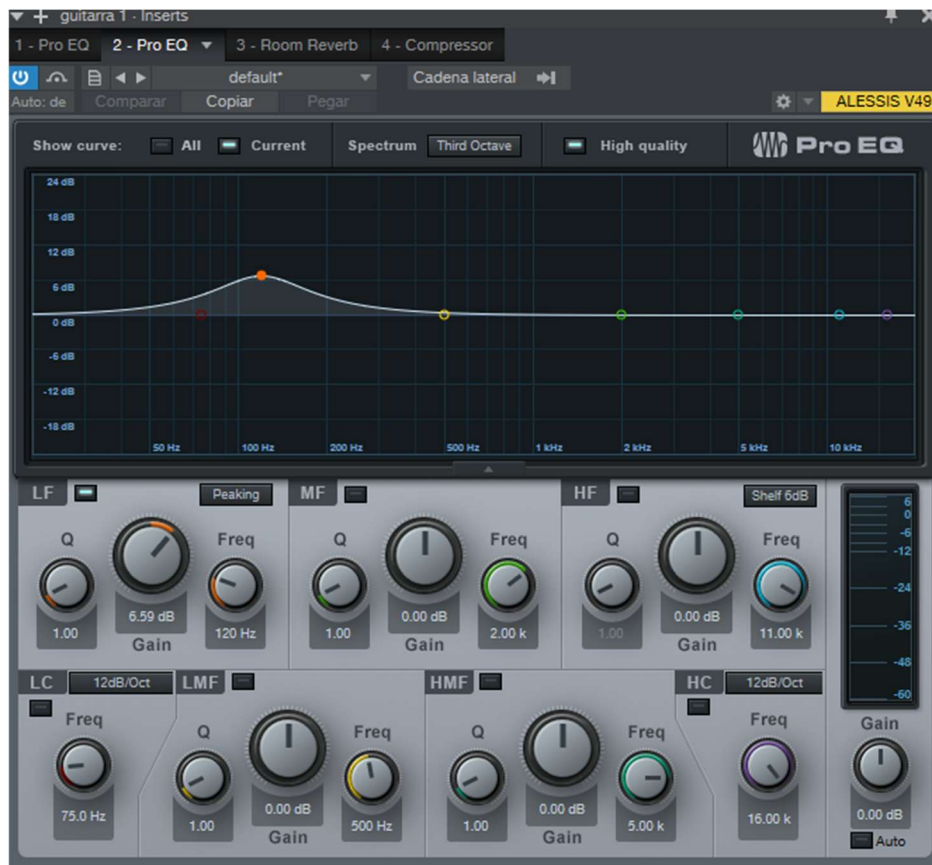 guitarra 1 - Inserts
1 - Pro EQ 2 - Pro EQ 3 - Room Reverb 4 - Compressor
default* Cadena lateral
Auto: de Comparar Copiar Pegar ALESSIS V49
Show curve: All Current Spectrum Third Octave High quality Pro EQ
24 dB
18 dB
12 dB
6 dB
0 dB
-6 dB
-12 dB
-18 dB
50 Hz 100 Hz 200 Hz 500 Hz 1 kHz 2 kHz 5 kHz 10 kHz
LF Peaking MF HF Shelf 6dB
Q Freq Q Freq Q Freq
1.00 6.59 dB 120 Hz 1.00 0.00 dB 2.00 k 1.00 0.00 dB 11.00 k
Gain Gain Gain
6
0
-6
-12
-24
-36
-48
-60
LC 12dB/Oct LMF HMF HC 12dB/Oct
Freq Q Freq Q Freq Freq Gain
75.0 Hz 1.00 0.00 dB 500 Hz 1.00 0.00 dB 5.00 k 16.00 k 0.00 dB
Gain Gain Auto